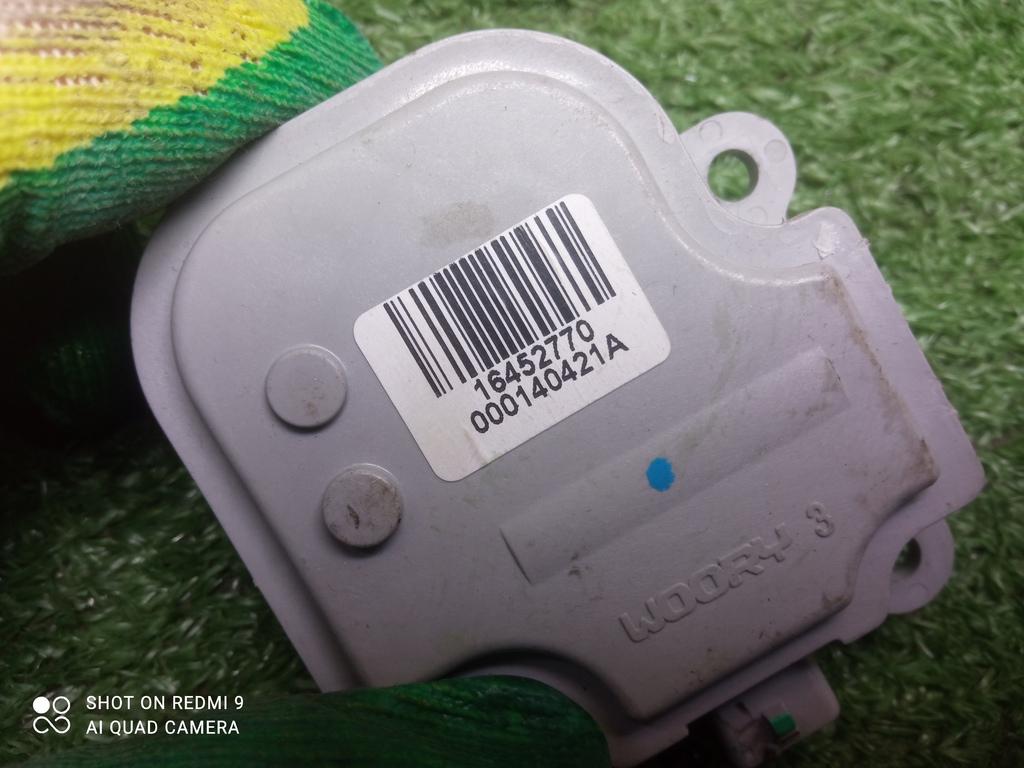 16452770
000140421A
WOORY 3
SHOT ON REDMI 9
AI QUAD CAMERA